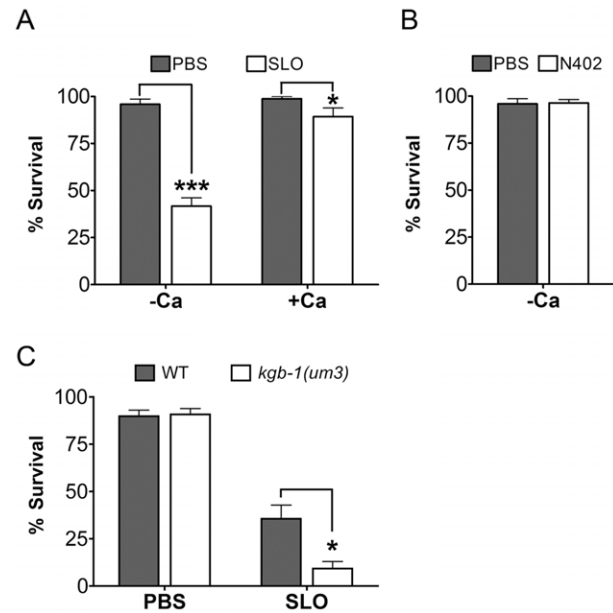 A
PBS SLO
% Survival
100
75
50
25
0
***
*
-Ca +Ca
B
PBS N402
% Survival
100
75
50
25
0
-Ca
C
WT kgb-1(um3)
% Survival
100
75
50
25
0
*
PBS SLO